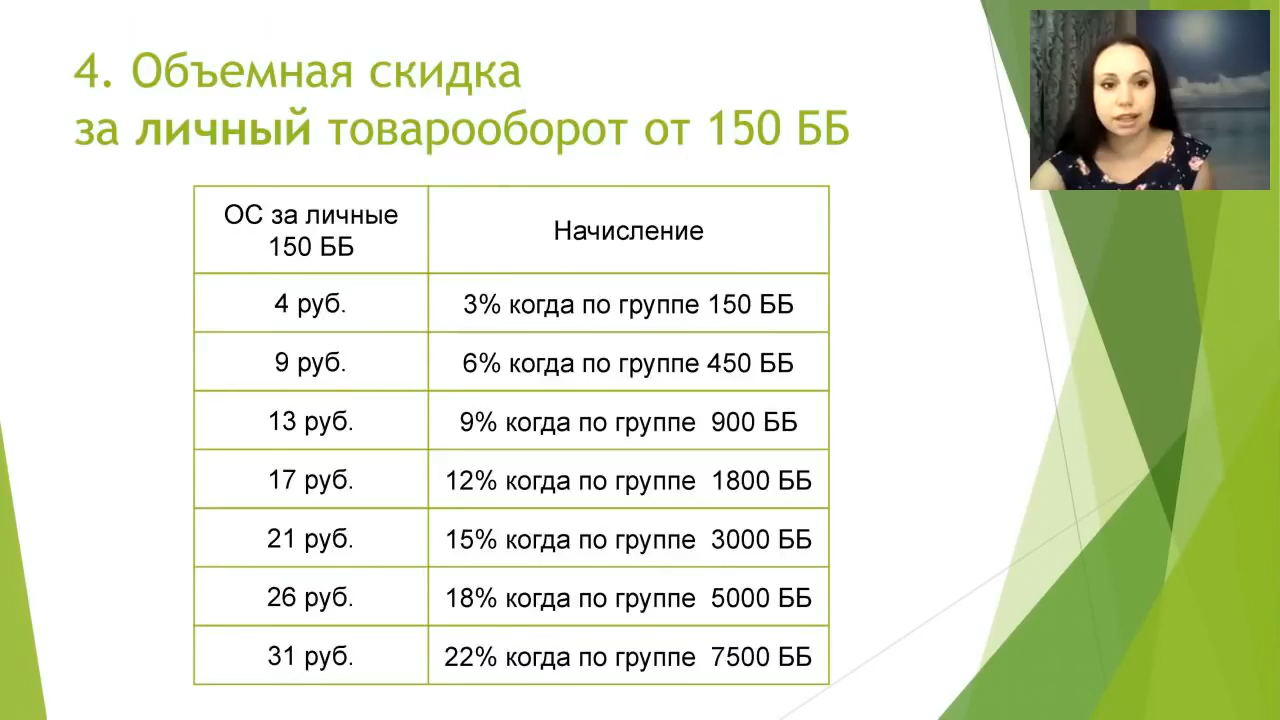 4. Объемная скидка
за личный товарооборот от 150 ББ
ОС за личные
150 ББ
Начисление
4 руб.
3% когда по группе 150 ББ
9 руб.
6% когда по группе 450 ББ
13 руб.
9% когда по группе 900 ББ
17 руб.
12% когда по группе 1800 ББ
21 руб.
15% когда по группе 3000 ББ
26 руб.
18% когда по группе 5000 ББ
31 руб.
22% когда по группе 7500 ББ